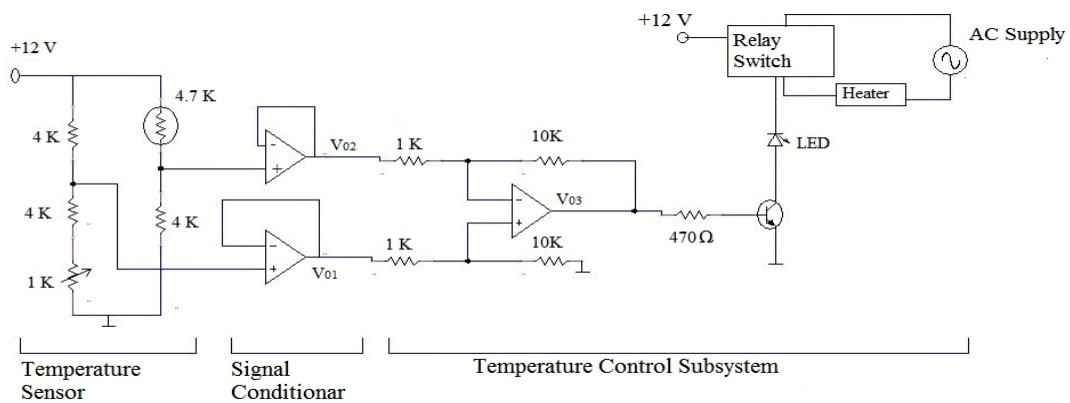 +12 V
Relay
Switch
AC Supply
Heater
+12 V
4.7 K
4 K
LED
V02
1 K
10K
4 K
4 K
V03
470 Ω
1 K
1 K
10K
V01
Temperature
Sensor
Signal
Conditionar
Temperature Control Subsystem